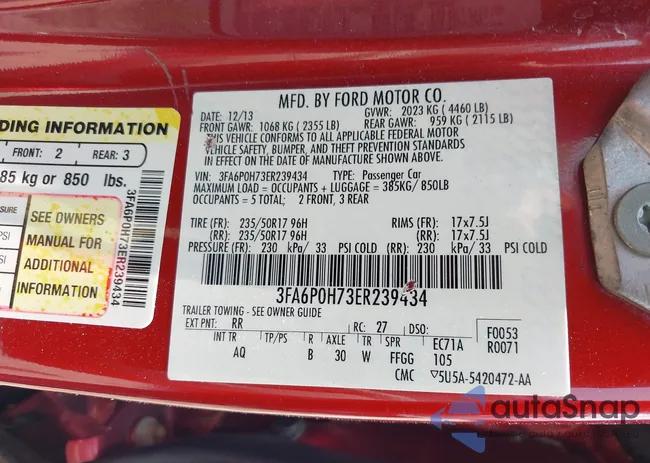 DING INFORMATION
FRONT: 2 REAR: 3
85 kg or 850 lbs.
SURE
PSI
SI
SEE OWNERS
MANUAL FOR
ADDITIONAL
INFORMATION
3FA6P0H73ER239434
MFD. BY FORD MOTOR CO.
DATE: 12/13 GVWR: 2023 KG ( 4460 LB)
FRONT GAWR: 1068 KG ( 2355 LB) REAR GAWR: 959 KG ( 2115 LB)
THIS VEHICLE CONFORMS TO ALL APPLICABLE FEDERAL MOTOR
VEHICLE SAFETY, BUMPER, AND THEFT PREVENTION STANDARDS
IN EFFECT ON THE DATE OF MANUFACTURE SHOWN ABOVE.
VIN: 3FA6P0H73ER239434 TYPE: Passenger Car
MAXIMUM LOAD = OCCUPANTS + LUGGAGE = 385KG/ 850LB
OCCUPANTS = 5 TOTAL; 2 FRONT, 3 REAR
TIRE (FR): 235/50R17 96H RIMS (FR): 17x7.5J
(RR): 235/50R17 96H (RR): 17x7.5J
PRESSURE (FR): 230 kPa/ 33 PSI COLD (RR): 230 kPa/ 33 PSI COLD
3FA6P0H73ER239434
TRAILER TOWING - SEE OWNER GUIDE
EXT PNT: RR RC: 27 DSO: F0053
INT TR TP/PS R AXLE TR SPR EC71A R0071
AQ B 30 W FFGG 105
CMC ▽5U5A-5420472-AA
autoSnap